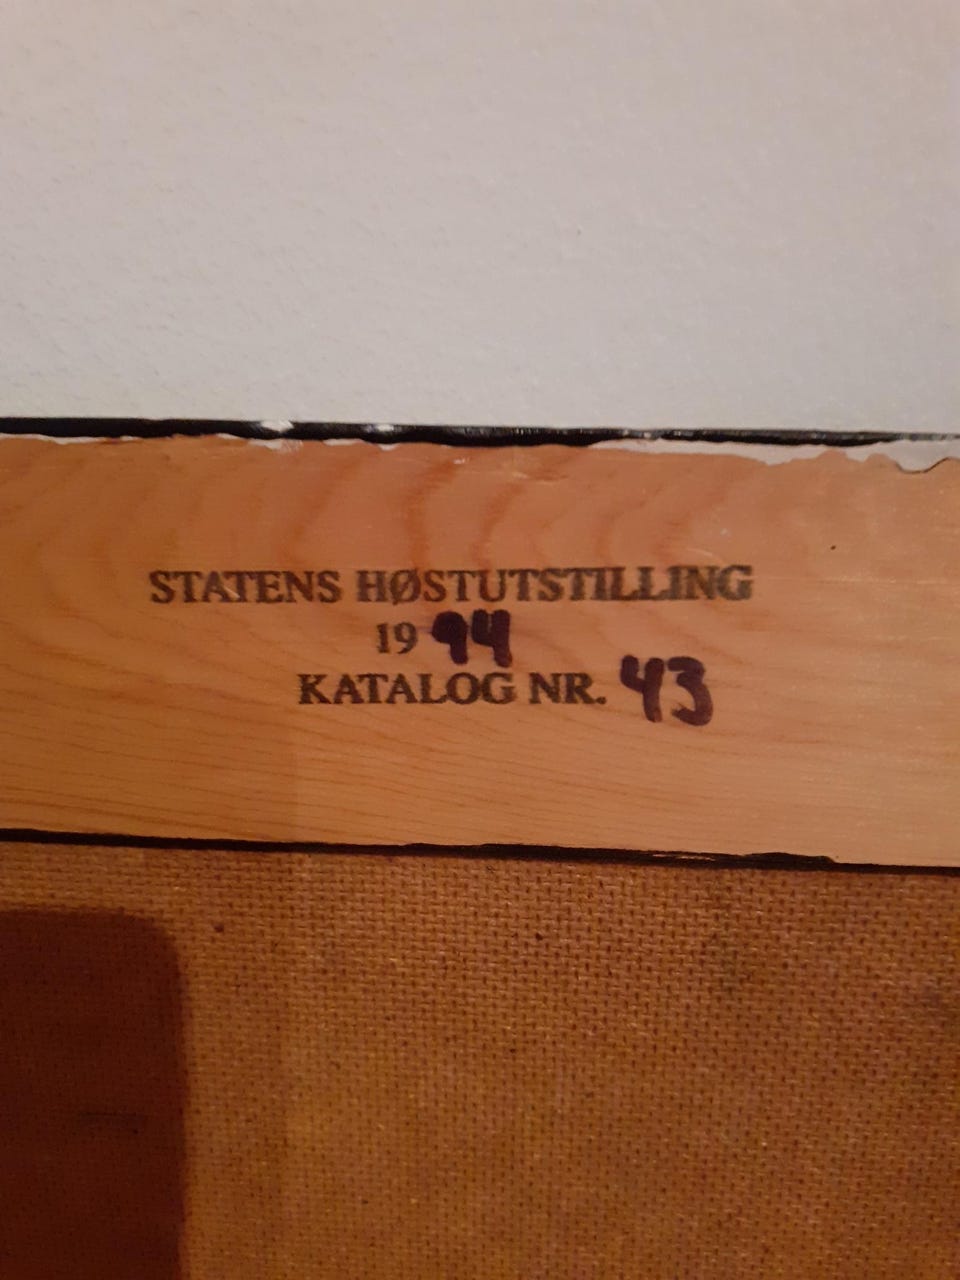 STATENS HØSTUTSTILLING
1994
KATALOG NR. 43